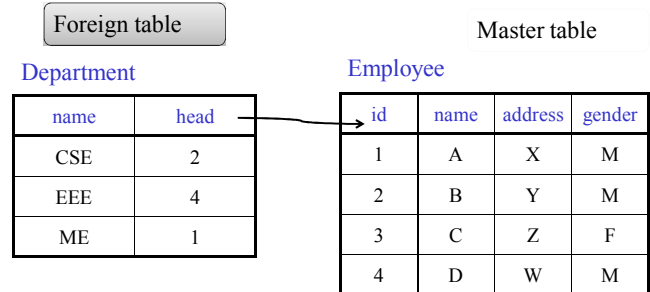 Foreign table
Master table
Department
Employee
name head
id name address gender
CSE 2
1 A X M
EEE 4
2 B Y M
ME 1
3 C Z F
4 D W M